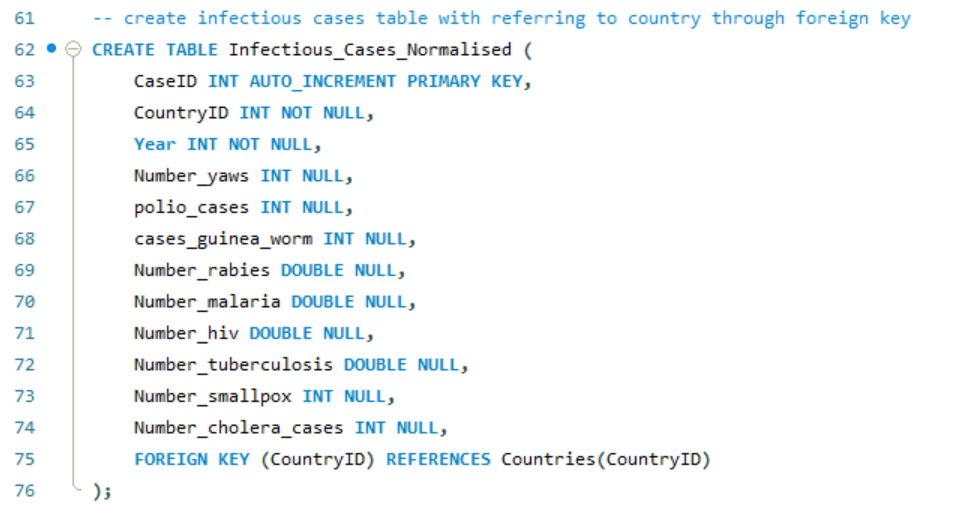 61 -- create infectious cases table with referring to country through foreign key
62 CREATE TABLE Infectious_Cases_Normalised (
63 CaseID INT AUTO_INCREMENT PRIMARY KEY,
64 CountryID INT NOT NULL,
65 Year INT NOT NULL,
66 Number_yaws INT NULL,
67 polio_cases INT NULL,
68 cases_guinea_worm INT NULL,
69 Number_rabies DOUBLE NULL,
70 Number_malaria DOUBLE NULL,
71 Number_hiv DOUBLE NULL,
72 Number_tuberculosis DOUBLE NULL,
73 Number_smallpox INT NULL,
74 Number_cholera_cases INT NULL,
75 FOREIGN KEY (CountryID) REFERENCES Countries(CountryID)
76 );